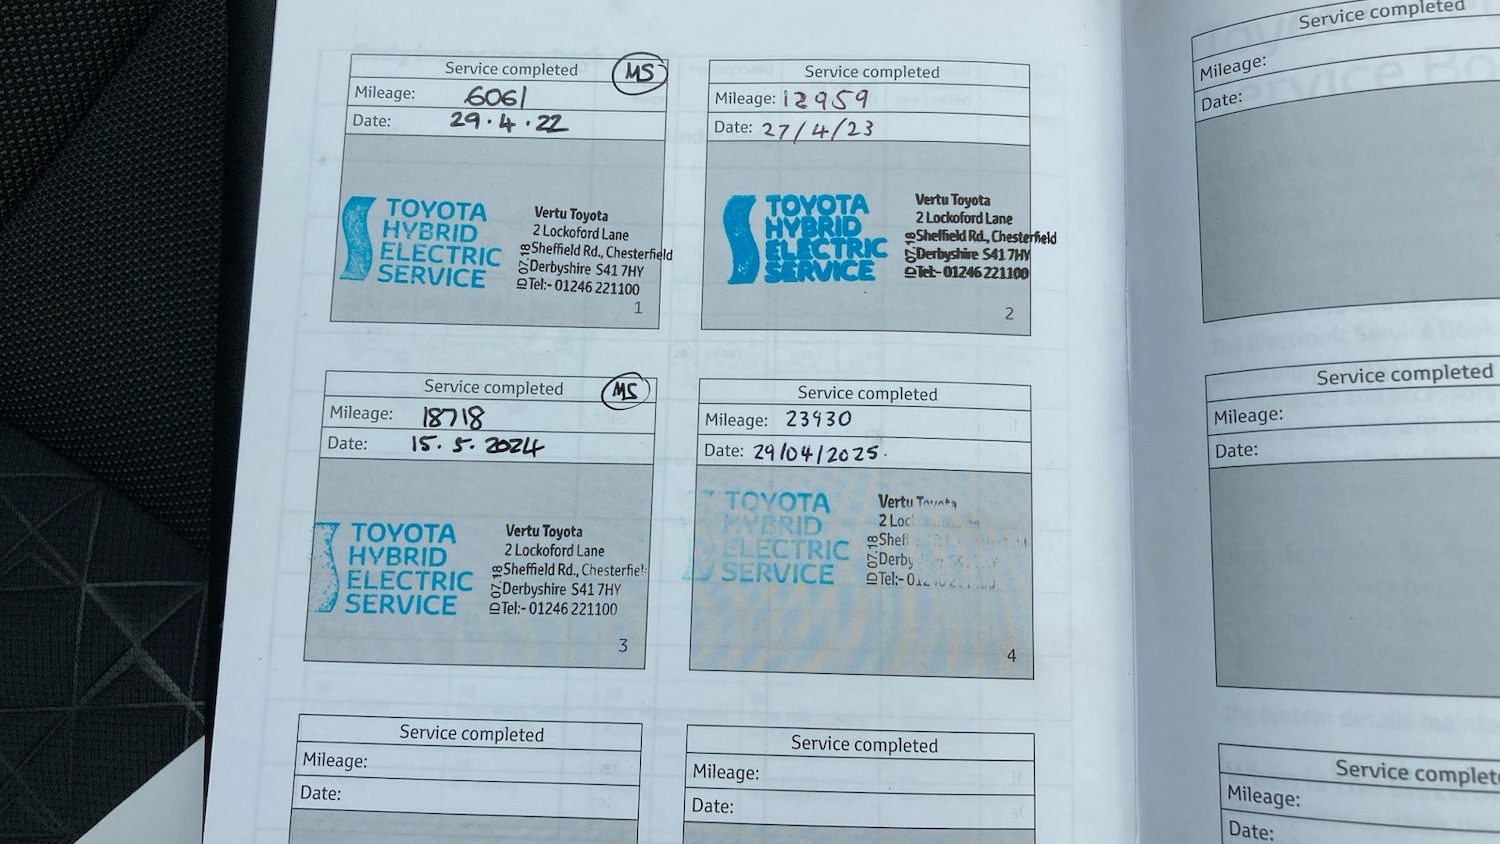 Service completed
MS
Mileage: 6061
Date: 29.4.22
TOYOTA
HYBRID
ELECTRIC
SERVICE
Vertu Toyota
2 Lockoford Lane
Sheffield Rd., Chesterfield
Derbyshire S41 7HY
Tel:- 01246 221100
ID 07.18
1
Service completed
Mileage: 12959
Date: 27/4/23
TOYOTA
HYBRID
ELECTRIC
SERVICE
Vertu Toyota
2 Lockoford Lane
Sheffield Rd., Chesterfield
Derbyshire S41 7HY
Tel:- 01246 221100
ID 07.18
2
Service completed
MS
Mileage: 18718
Date: 15.5.2024
TOYOTA
HYBRID
ELECTRIC
SERVICE
Vertu Toyota
2 Lockoford Lane
Sheffield Rd., Chesterfiel
Derbyshire S41 7HY
Tel:- 01246 221100
ID 07.18
3
Service completed
Mileage: 23930
Date: 29/04/2025.
TOYOTA
HYBRID
ELECTRIC
SERVICE
Vertu Toyota
2 Loc
Shef
Derby
Tel:- 01
ID 07.18
4
Service completed
Mileage:
Date:
Service completed
Mileage:
Date:
Service completed
Mileage:
Date:
Service completed
Mileage:
Date:
Service complete
Mileage:
Date: